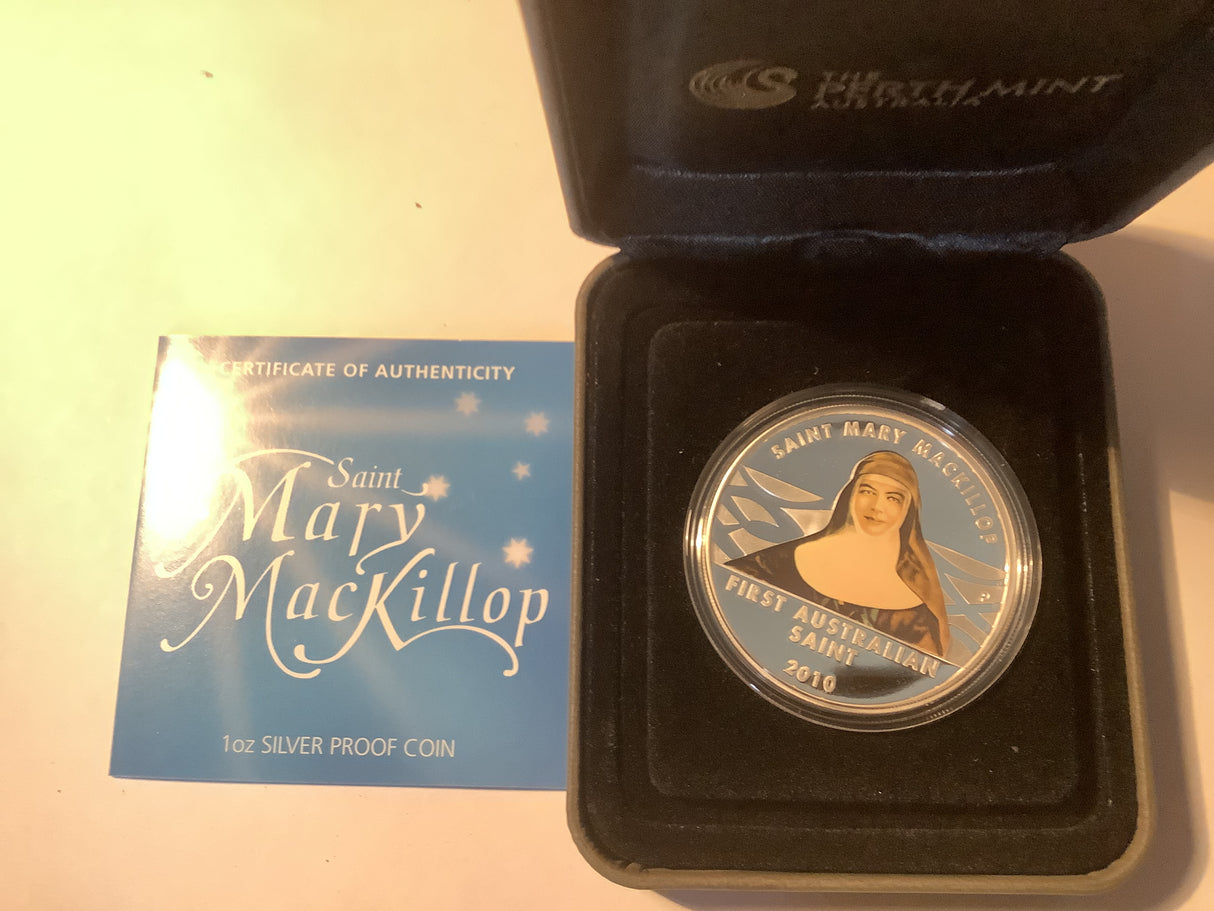 THE
PERTH MINT
AUSTRALIA
CERTIFICATE OF AUTHENTICITY
Saint
Mary
MacKillop
1oz SILVER PROOF COIN
SAINT MARY MACKILLOP
P
FIRST AUSTRALIAN
SAINT
2010